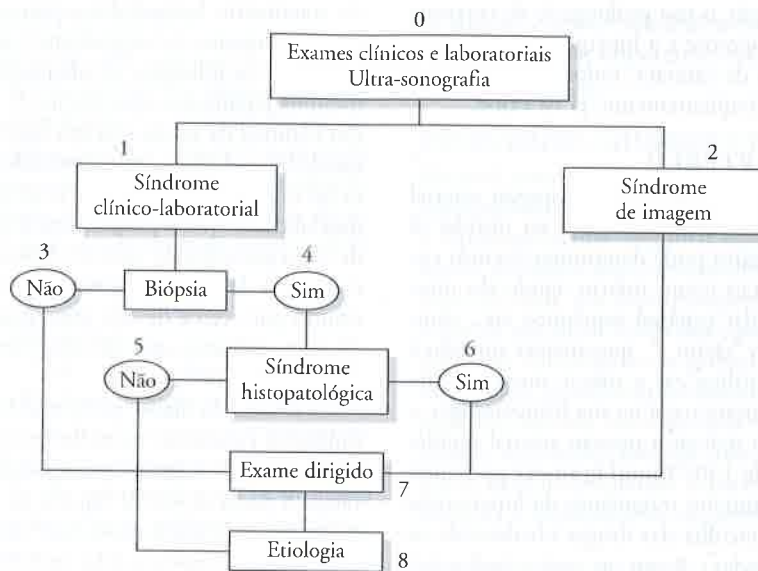 0
Exames clínicos e laboratoriais
Ultra-sonografia
1
Síndrome
clínico-laboratorial
2
Síndrome
de imagem
3
Não
Biópsia
4
Sim
5
Não
Síndrome
histopatológica
6
Sim
Exame dirigido
7
Etiologia
8